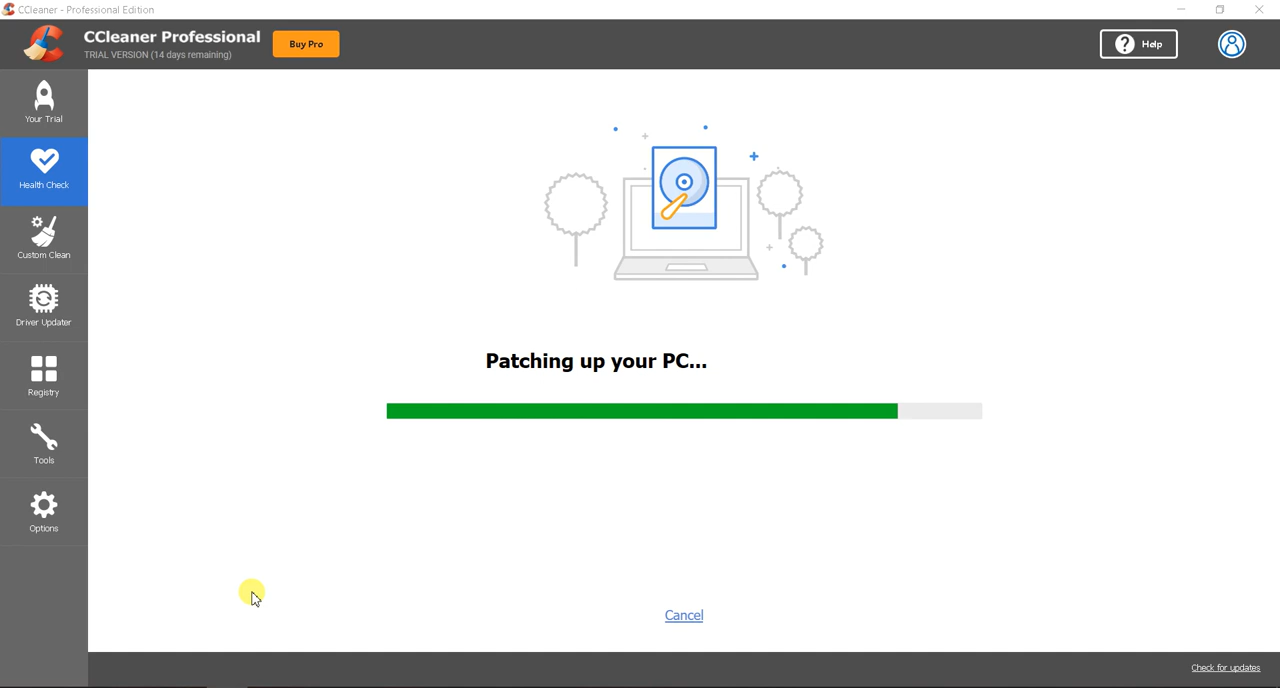 CCleaner - Professional Edition
CCleaner Professional
TRIAL VERSION (14 days remaining)
Buy Pro
Help
Your Trial
Health Check
Custom Clean
Driver Updater
Registry
Tools
Options
Patching up your PC...
Cancel
Check for updates